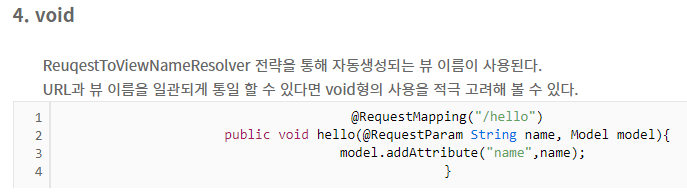 4. void
ReuqestToViewNameResolver 전략을 통해 자동생성되는 뷰 이름이 사용된다.
URL과 뷰 이름을 일관되게 통일 할 수 있다면 void형의 사용을 적극 고려해 볼 수 있다.
1 @RequestMapping("/hello")
2 public void hello(@RequestParam String name, Model model){
3 model.addAttribute("name",name);
4 }